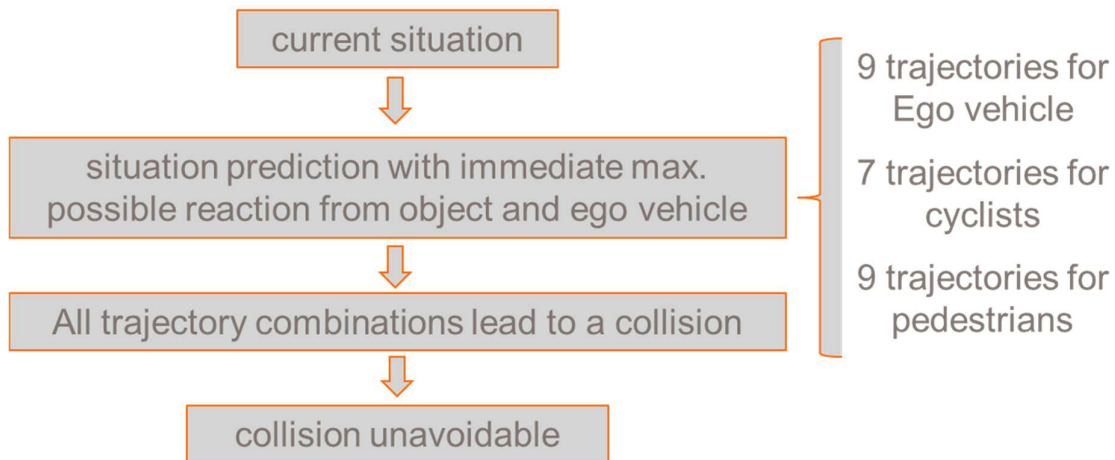 current situation
situation prediction with immediate max.
possible reaction from object and ego vehicle
All trajectory combinations lead to a collision
collision unavoidable
9 trajectories for
Ego vehicle
7 trajectories for
cyclists
9 trajectories for
pedestrians